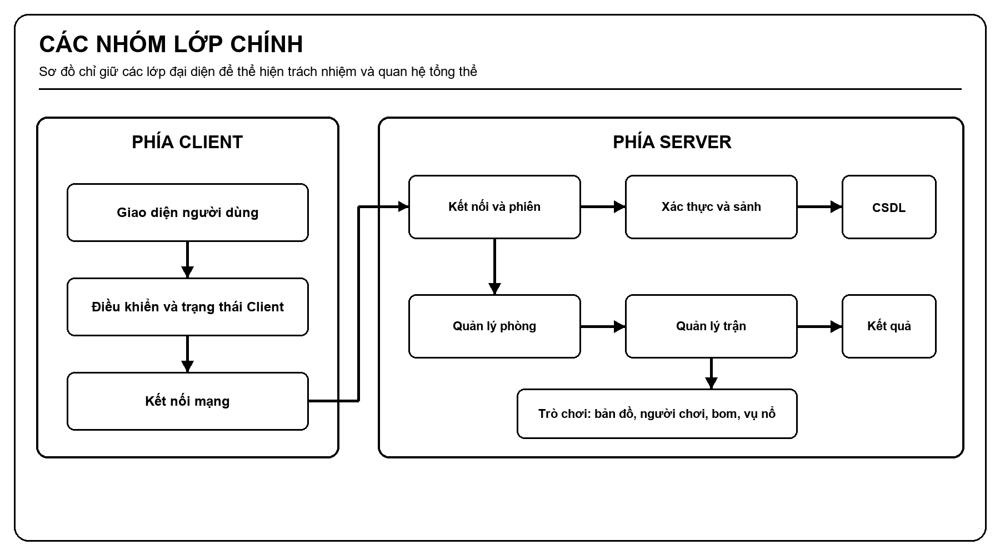 CÁC NHÓM LỚP CHÍNH
Sơ đồ chỉ giữ các lớp đại diện để thể hiện trách nhiệm và quan hệ tổng thể
PHÍA CLIENT
Giao diện người dùng
Điều khiển và trạng thái Client
Kết nối mạng
PHÍA SERVER
Kết nối và phiên
Xác thực và sảnh
CSDL
Quản lý phòng
Quản lý trận
Kết quả
Trò chơi: bản đồ, người chơi, bom, vụ nổ